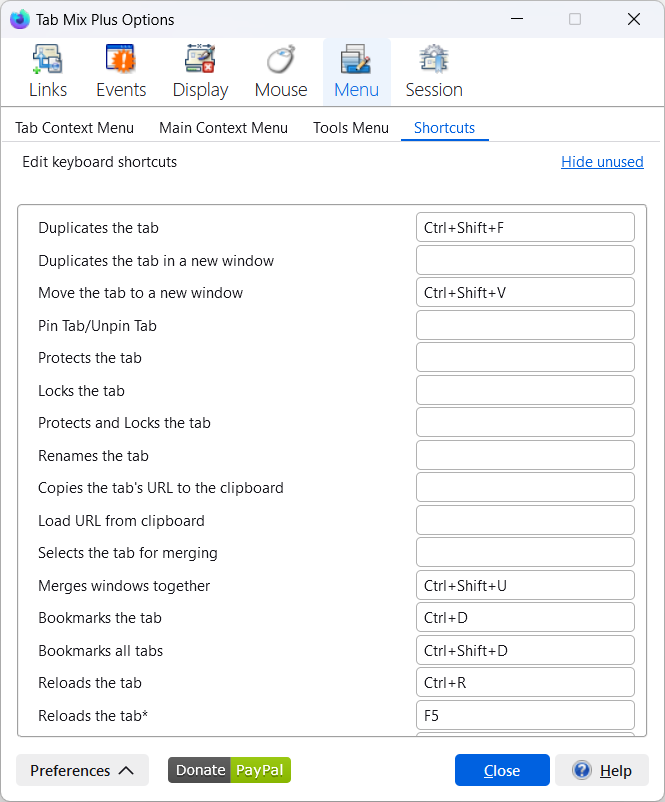 Tab Mix Plus Options
Links Events Display Mouse Menu Session
Tab Context Menu Main Context Menu Tools Menu Shortcuts
Edit keyboard shortcuts Hide unused
Duplicates the tab Ctrl+Shift+F
Duplicates the tab in a new window
Move the tab to a new window Ctrl+Shift+V
Pin Tab/Unpin Tab
Protects the tab
Locks the tab
Protects and Locks the tab
Renames the tab
Copies the tab's URL to the clipboard
Load URL from clipboard
Selects the tab for merging
Merges windows together Ctrl+Shift+U
Bookmarks the tab Ctrl+D
Bookmarks all tabs Ctrl+Shift+D
Reloads the tab Ctrl+R
Reloads the tab* F5
Preferences Donate PayPal Close Help